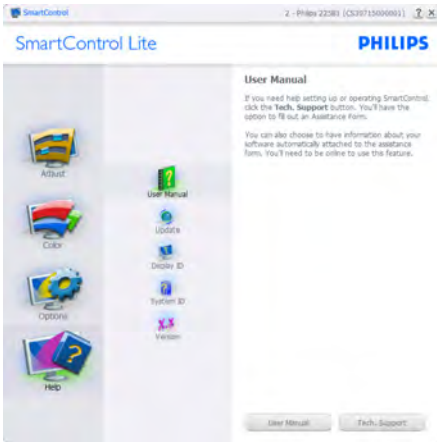 SmartControl
2 - Philips 225B1 (CS30715000001)
? X
SmartControl Lite
PHILIPS
User Manual
If you need help setting up or operating SmartControl
click the Tech. Support button. You'll have the
option to fill out an Assistance Form.
You can also choose to have information about your
software automatically attached to the assistance
form. You'll need to be online to use the feature.
Adjust
Color
Options
Help
User Manual
Update
Display ID
System ID
Version
User Manual
Tech. Support